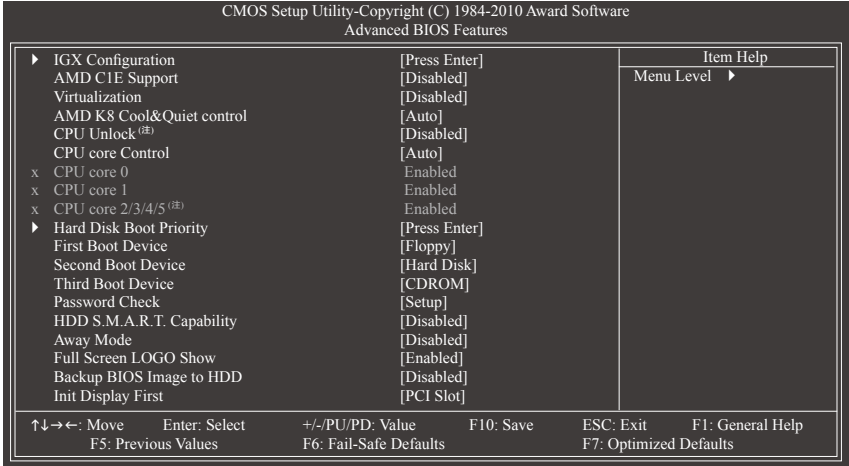 CMOS Setup Utility-Copyright (C) 1984-2010 Award Software
Advanced BIOS Features
▶ IGX Configuration [Press Enter] Item Help
AMD C1E Support [Disabled] Menu Level ▶
Virtualization [Disabled]
AMD K8 Cool&Quiet control [Auto]
CPU Unlock (注) [Disabled]
CPU core Control [Auto]
x CPU core 0 Enabled
x CPU core 1 Enabled
x CPU core 2/3/4/5 (注) Enabled
▶ Hard Disk Boot Priority [Press Enter]
First Boot Device [Floppy]
Second Boot Device [Hard Disk]
Third Boot Device [CDROM]
Password Check [Setup]
HDD S.M.A.R.T. Capability [Disabled]
Away Mode [Disabled]
Full Screen LOGO Show [Enabled]
Backup BIOS Image to HDD [Disabled]
Init Display First [PCI Slot]
↑↓→←: Move Enter: Select +/-/PU/PD: Value F10: Save ESC: Exit F1: General Help
F5: Previous Values F6: Fail-Safe Defaults F7: Optimized Defaults